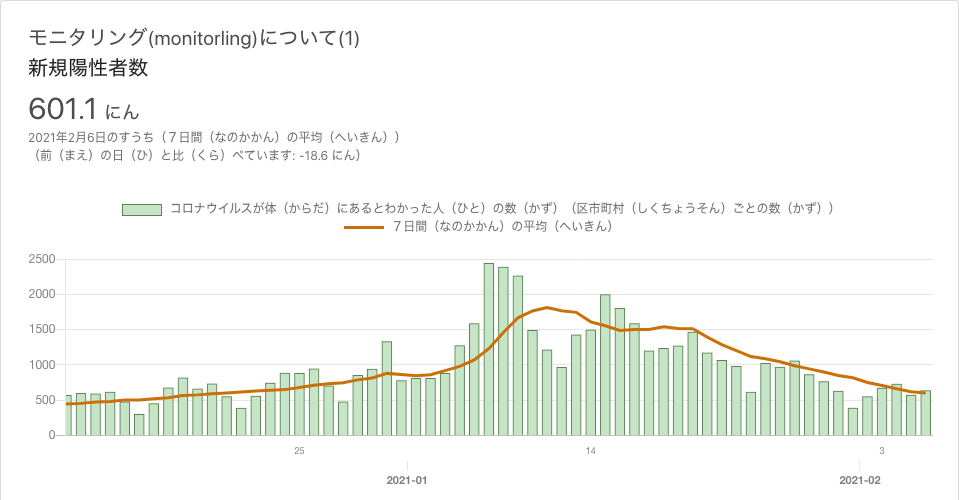 モニタリング(monitorling)について(1)
新規陽性者数
601.1 にん
2021年2月6日のすうち（７日間（なのかかん）の平均（へいきん））
（前（まえ）の日（ひ）と比（くら）べています: -18.6 にん）
コロナウイルスが体（からだ）にあるとわかった人（ひと）の数（かず）（区市町村（しくちょうそん）ごとの数（かず））
７日間（なのかかん）の平均（へいきん）
2500
2000
1500
1000
500
0
25 14 3
2021-01 2021-02